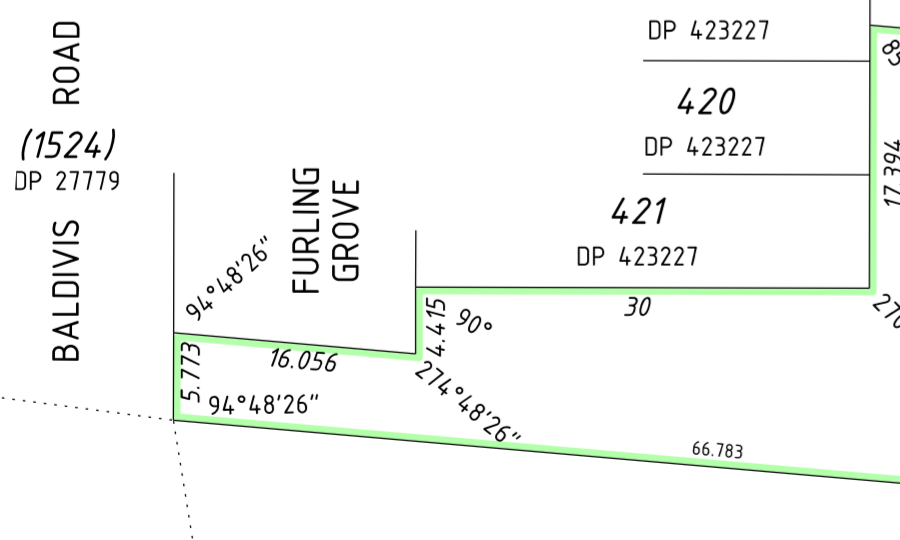 BALDIVIS ROAD
(1524)
DP 27779
FURLING
GROVE
DP 423227
420
DP 423227
421
DP 423227
17.394
94°48'26"
5.773
16.056
94°48'26"
4.415
90°
274°48'26"
30
66.783